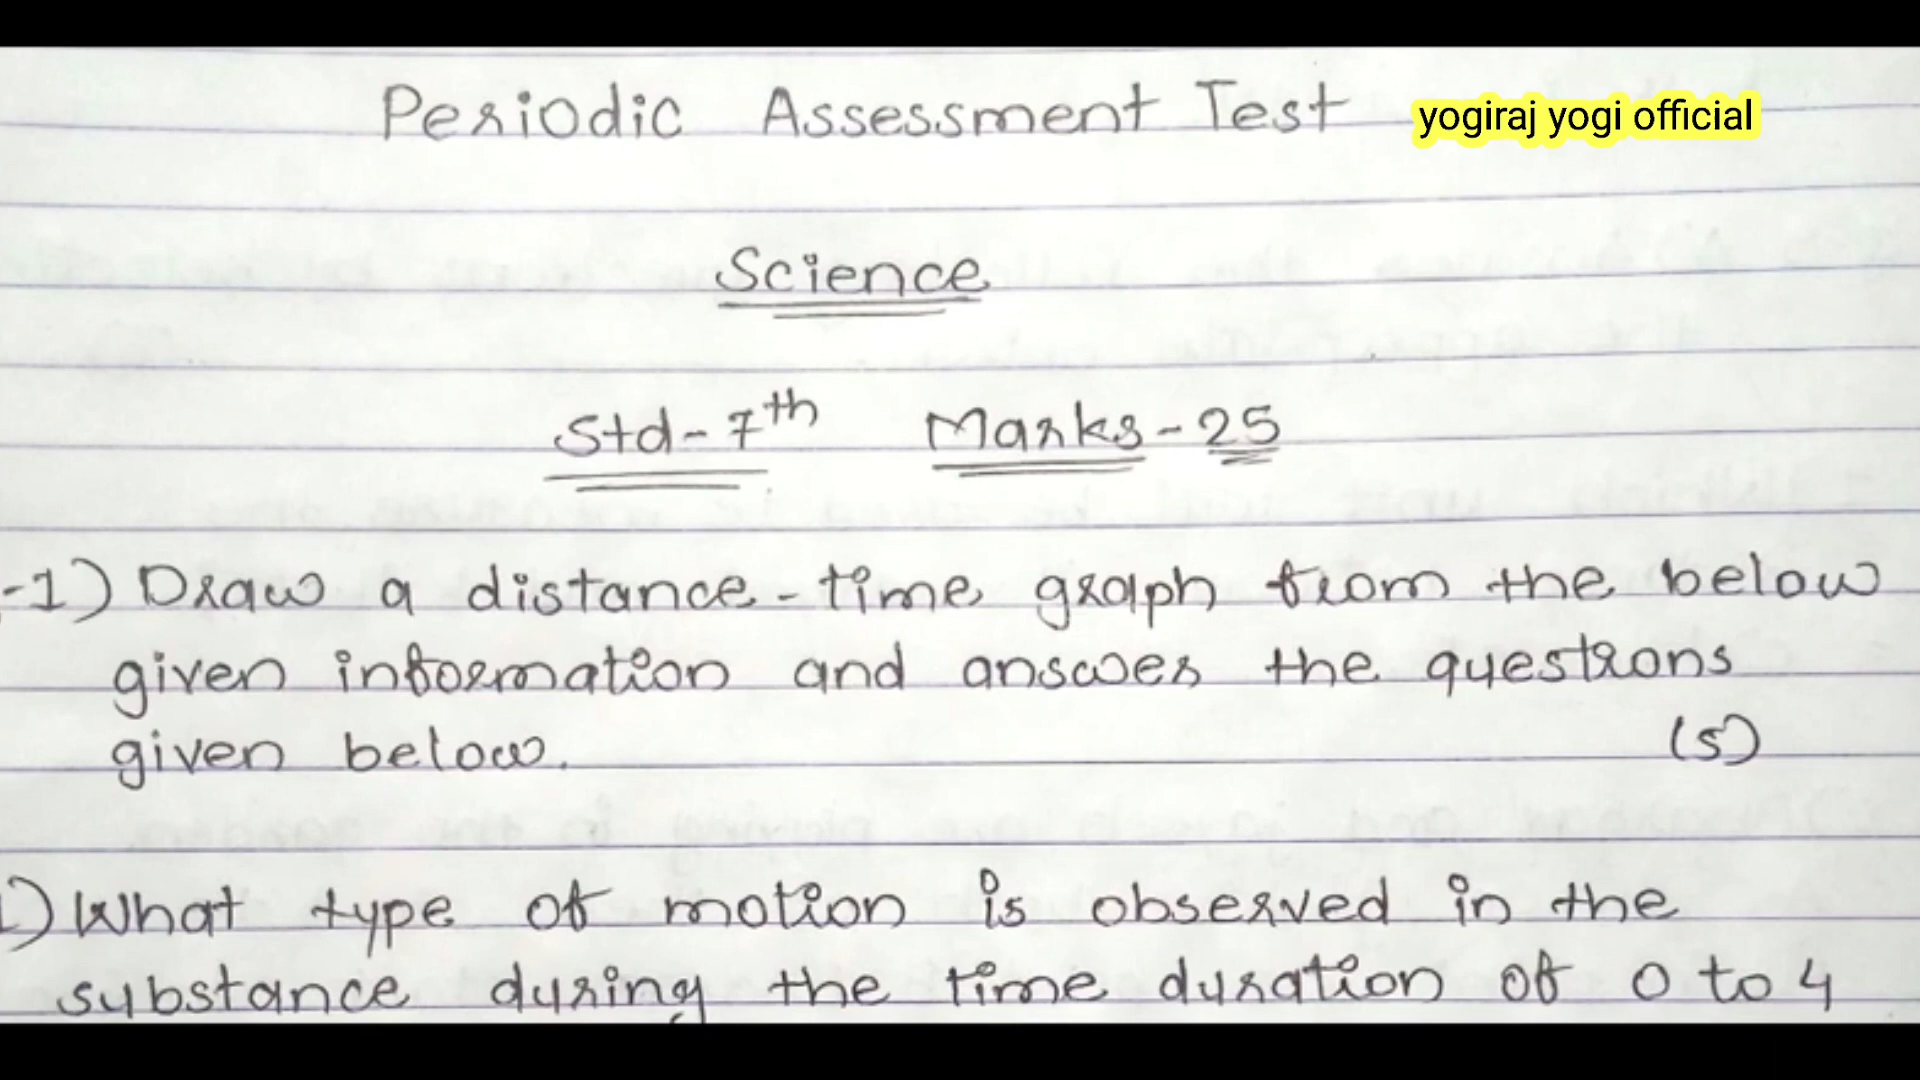 Periodic Assessment Test yogiraj yogi official
Science
Std-7th Marks-25
-1) Draw a distance-time graph from the below
given information and answer the questions
given below. (5)
) What type of motion is observed in the
substance during the time duration of 0 to 4